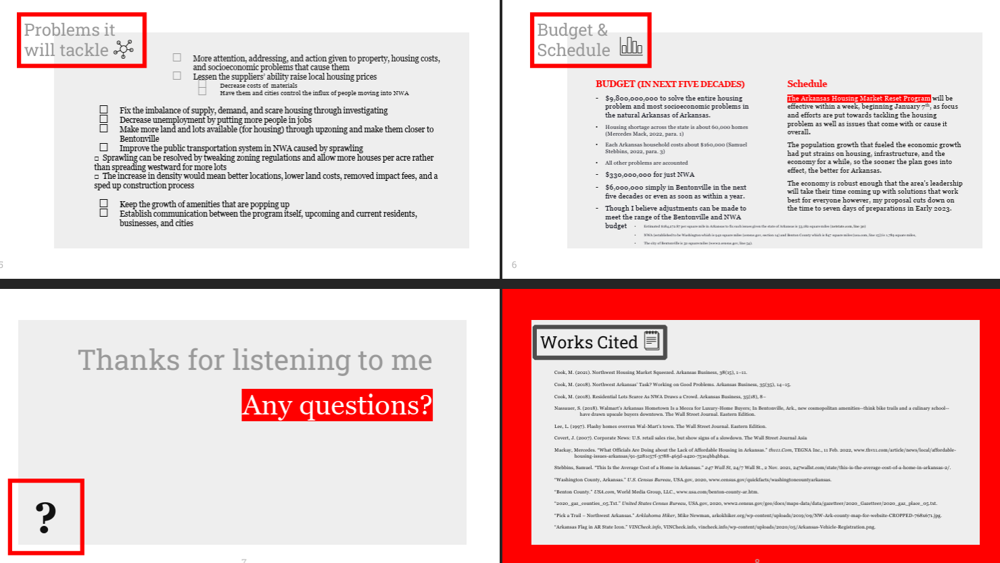 Problems it
will tackle
□ More attention, addressing, and action given to property, housing costs,
and socioeconomic problems that cause them
□ Lessen the suppliers' ability raise local housing prices
□ Decrease costs of materials
□ Have them and cities control the influx of people moving into NWA
□ Fix the imbalance of supply, demand, and scare housing through investigating
□ Decrease unemployment by putting more people in jobs
□ Make more land and lots available (for housing) through upzoning and make them closer to
Bentonville
□ Improve the public transportation system in NWA caused by sprawling
□ Sprawling can be resolved by tweaking zoning regulations and allow more houses per acre rather
than spreading westward for more lots
□ The increase in density would mean better locations, lower land costs, removed impact fees, and a
sped up construction process
□ Keep the growth of amenities that are popping up
□ Establish communication between the program itself, upcoming and current residents,
businesses, and cities
5
Budget &
Schedule
BUDGET (IN NEXT FIVE DECADES)
- $9,800,000,000 to solve the entire housing
problem and most socioeconomic problems in
the natural Arkansas of Arkansas.
• Housing shortage across the state is about 60,000 homes
(Mercedes Mack, 2022, para. 1)
• Each Arkansas household costs about $160,000 (Samuel
Stebbins, 2022, para. 3)
• All other problems are accounted
- $330,000,000 for just NWA
- $6,000,000 simply in Bentonville in the next
five decades or even as soon as within a year.
- Though I believe adjustments can be made to
meet the range of the Bentonville and NWA
budget
• Estimated $184,272.87 per square mile in Arkansas to fix such issues given the state of Arkansas is 53,182 square miles (netstate.com, line 30)
• NWA (established to be Washington which is 942 square miles (census.gov, section 14) and Benton County which is 847 square miles (usa.com, line 15)) is 1,789 square miles.
• The city of Bentonville is 32 square miles (www2.census.gov, line 54).
Schedule
The Arkansas Housing Market Reset Program will be
effective within a week, beginning January 7th, as focus
and efforts are put towards tackling the housing
problem as well as issues that come with or cause it
overall.
The population growth that fueled the economic growth
had put strains on housing, infrastructure, and the
economy for a while, so the sooner the plan goes into
effect, the better for Arkansas.
The economy is robust enough that the area's leadership
will take their time coming up with solutions that work
best for everyone however, my proposal cuts down on
the time to seven days of preparations in Early 2023.
6
Thanks for listening to me
Any questions?
?
7
Works Cited
Cook, M. (2021). Northwest Housing Market Squeezed. Arkansas Business, 38(15), 1–11.
Cook, M. (2018). Northwest Arkansas' Task? Working on Good Problems. Arkansas Business, 35(35), 14–15.
Cook, M. (2018). Residential Lots Scarce As NWA Draws a Crowd. Arkansas Business, 35(18), 8–
Nassauer, S. (2018). Walmart's Arkansas Hometown Is a Mecca for Luxury-Home Buyers; In Bentonville, Ark., new cosmopolitan amenities—think bike trails and a culinary school—
have drawn upscale buyers downtown. The Wall Street Journal. Eastern Edition.
Lee, L. (1997). Flashy homes overrun Wal-Mart's town. The Wall Street Journal. Eastern Edition.
Covert, J. (2007). Corporate News: U.S. retail sales rise, but show signs of a slowdown. The Wall Street Journal Asia
Mackay, Mercedes. "What Officials Are Doing about the Lack of Affordable Housing in Arkansas." thv11.Com, TEGNA Inc., 11 Feb. 2022, www.thv11.com/article/news/local/affordable-
housing-issues-arkansas/91-5281c57f-3788-465d-a420-751e4bb4bb4a.
Stebbins, Samuel. "This Is the Average Cost of a Home in Arkansas." 247 Wall St, 24/7 Wall St., 2 Nov. 2021, 247wallst.com/state/this-is-the-average-cost-of-a-home-in-arkansas-2/.
"Washington County, Arkansas." U.S. Census Bureau, USA.gov, 2020, www.census.gov/quickfacts/washingtoncountyarkansas.
"Benton County." USA.com, World Media Group, LLC., www.usa.com/benton-county-ar.htm.
"2020_gaz_counties_05.Txt." United States Census Bureau, USA.gov, 2020, www2.census.gov/geo/docs/maps-data/data/gazetteer/2020_Gazetteer/2020_gaz_place_05.txt.
"Pick a Trail – Northwest Arkansas." Arklahoma Hiker, Mike Newman, arkokhiker.org/wp-content/uploads/2019/09/NW-Ark-county-map-for-website-CROPPED-768x671.jpg.
"Arkansas Flag in AR State Icon." VINCheck.info, VINCheck.info, vincheck.info/wp-content/uploads/2020/05/Arkansas-Vehicle-Registration.png.
8